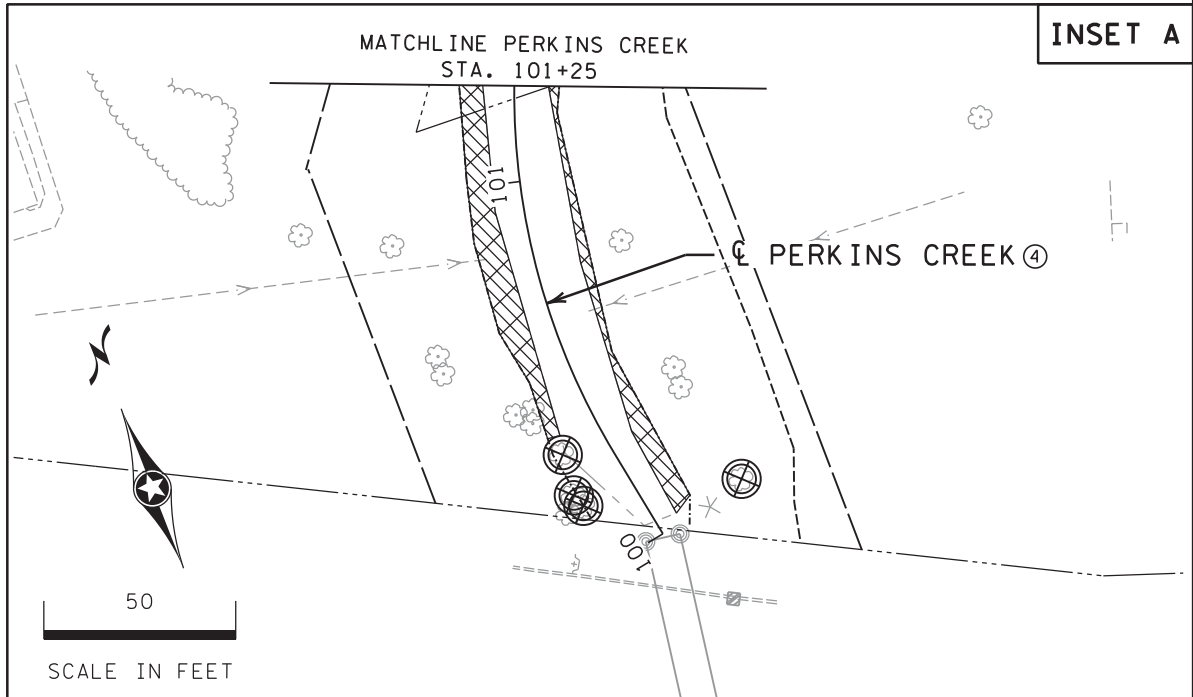 INSET A
MATCHLINE PERKINS CREEK
STA. 101+25
101
℄ PERKINS CREEK ④
100
N
50
SCALE IN FEET